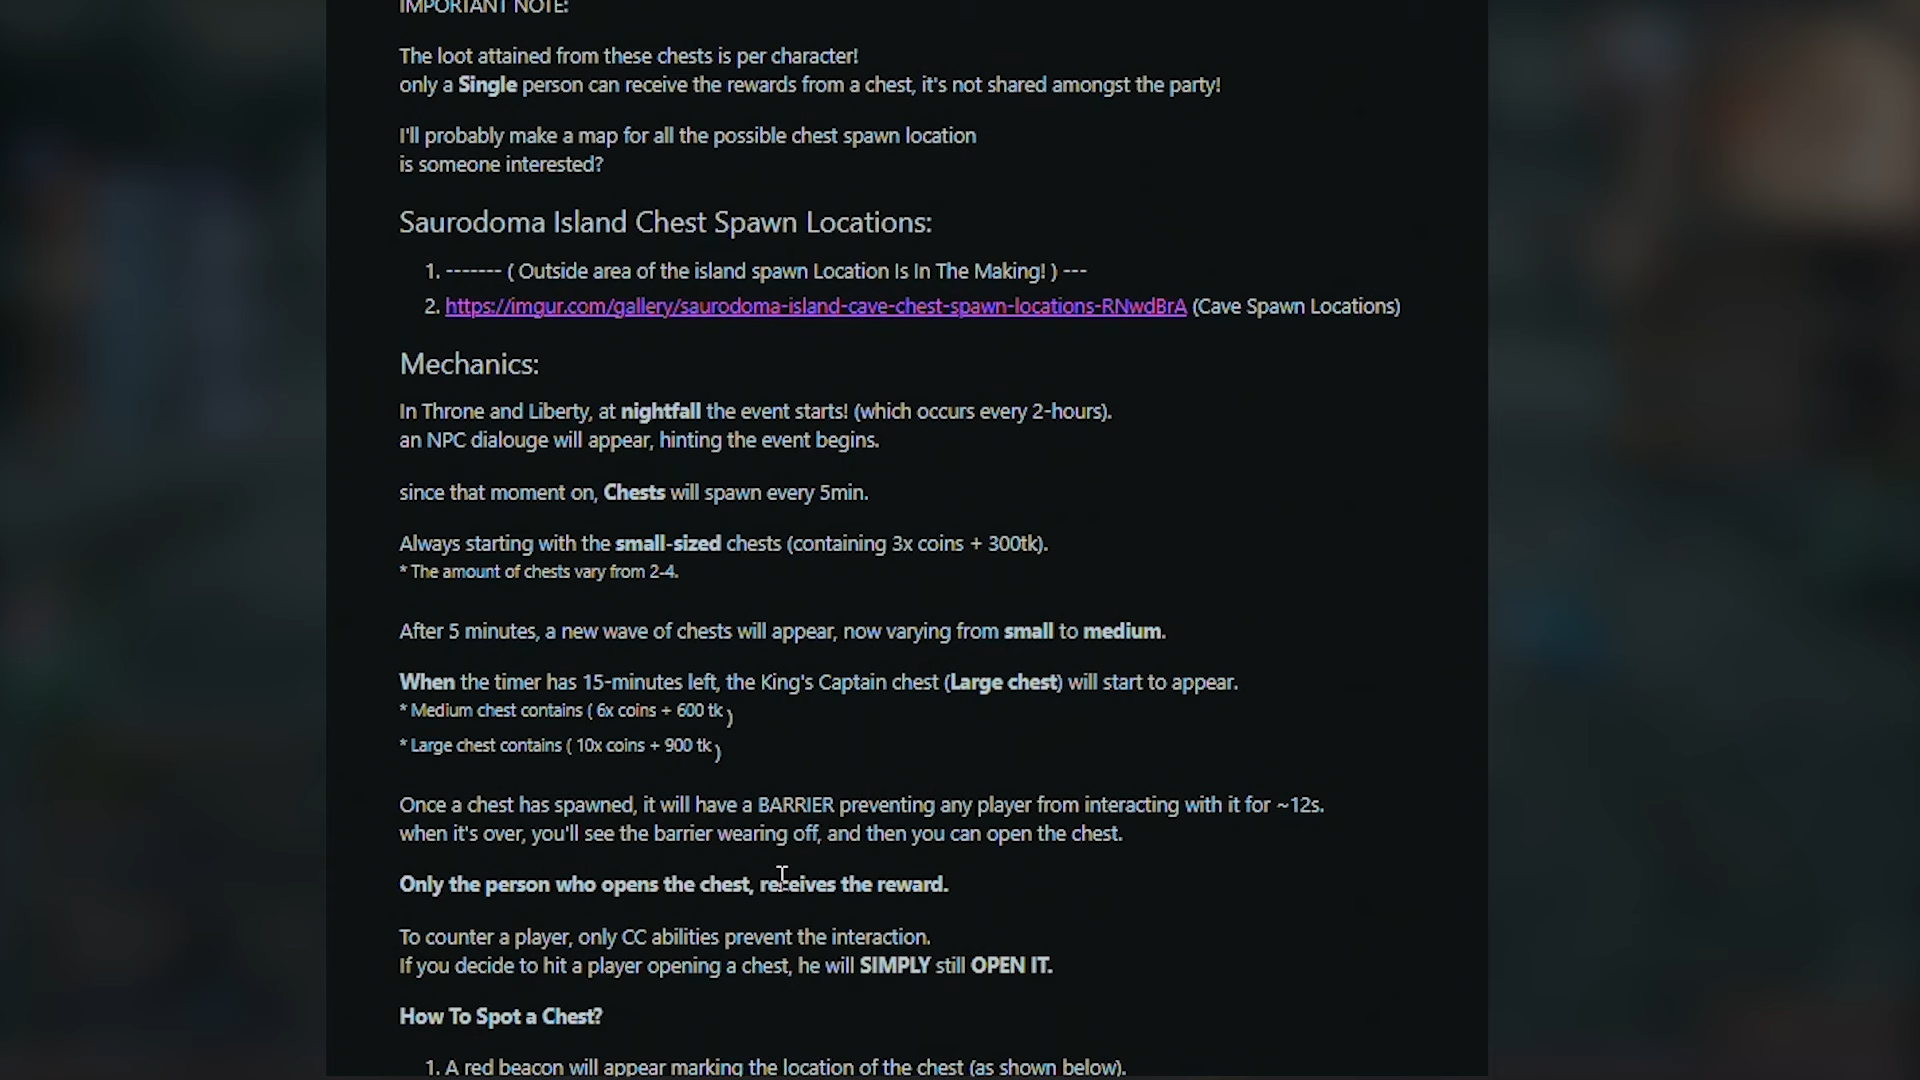 IMPORTANT NOTE:
The loot attained from these chests is per character!
only a Single person can receive the rewards from a chest, it's not shared amongst the party!
I'll probably make a map for all the possible chest spawn location
is someone interested?
Saurodoma Island Chest Spawn Locations:
1. ------- ( Outside area of the island spawn Location Is In The Making! ) ---
2. https://imgur.com/gallery/saurodoma-island-cave-chest-spawn-locations-RNwdBrA (Cave Spawn Locations)
Mechanics:
In Throne and Liberty, at nightfall the event starts! (which occurs every 2-hours).
an NPC dialouge will appear, hinting the event begins.
since that moment on, Chests will spawn every 5min.
Always starting with the small-sized chests (containing 3x coins + 300tk).
* The amount of chests vary from 2-4.
After 5 minutes, a new wave of chests will appear, now varying from small to medium.
When the timer has 15-minutes left, the King's Captain chest (Large chest) will start to appear.
* Medium chest contains ( 6x coins + 600 tk )
* Large chest contains ( 10x coins + 900 tk )
Once a chest has spawned, it will have a BARRIER preventing any player from interacting with it for ~12s.
when it's over, you'll see the barrier wearing off, and then you can open the chest.
Only the person who opens the chest, receives the reward.
To counter a player, only CC abilities prevent the interaction.
If you decide to hit a player opening a chest, he will SIMPLY still OPEN IT.
How To Spot a Chest?
1. A red beacon will appear marking the location of the chest (as shown below).